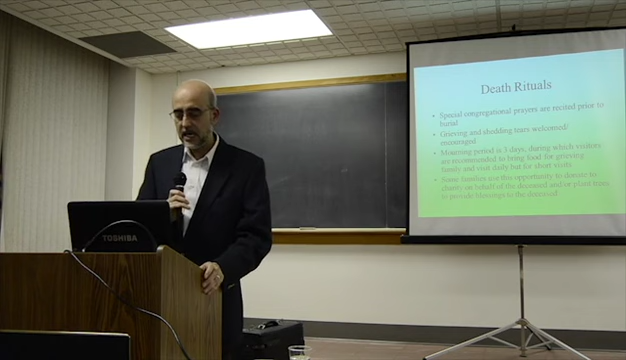 Death Rituals
• Special congregational prayers are recited prior to
burial
• Grieving and shedding tears welcomed/
encouraged
• Mourning period is 3 days, during which visitors
are recommended to bring food for grieving
family and visit daily but for short visits
• Some families use this opportunity to donate to
charity on behalf of the deceased and/or plant trees
to provide blessings to the deceased
TOSHIBA